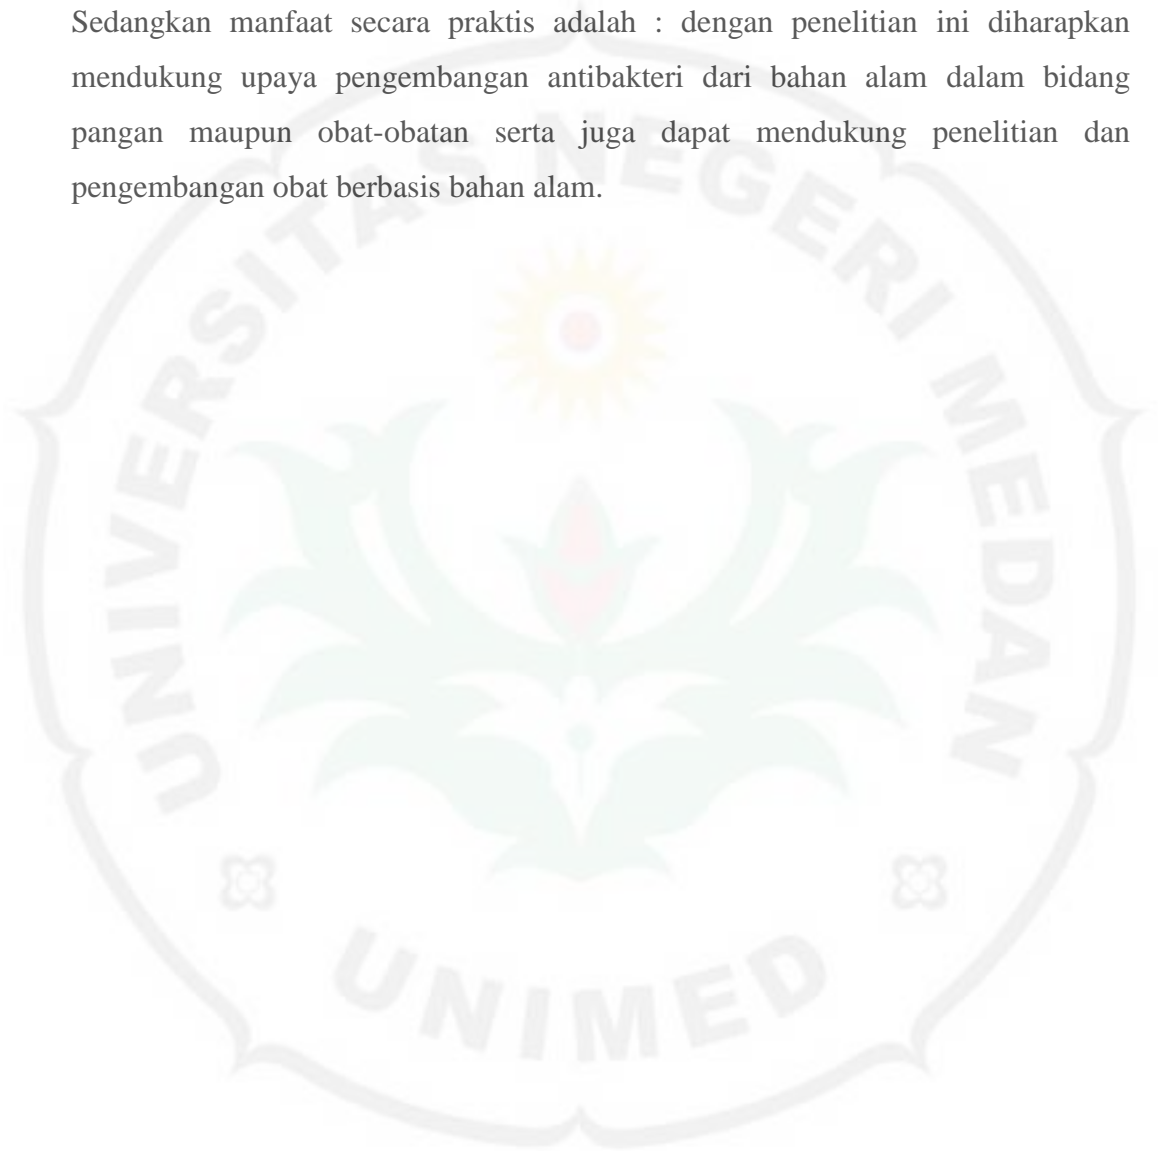 Sedangkan manfaat secara praktis adalah : dengan penelitian ini diharapkan
mendukung upaya pengembangan antibakteri dari bahan alam dalam bidang
pangan maupun obat-obatan serta juga dapat mendukung penelitian dan
pengembangan obat berbasis bahan alam.
UNIVERSITAS NEGERI MEDAN
UNIMED